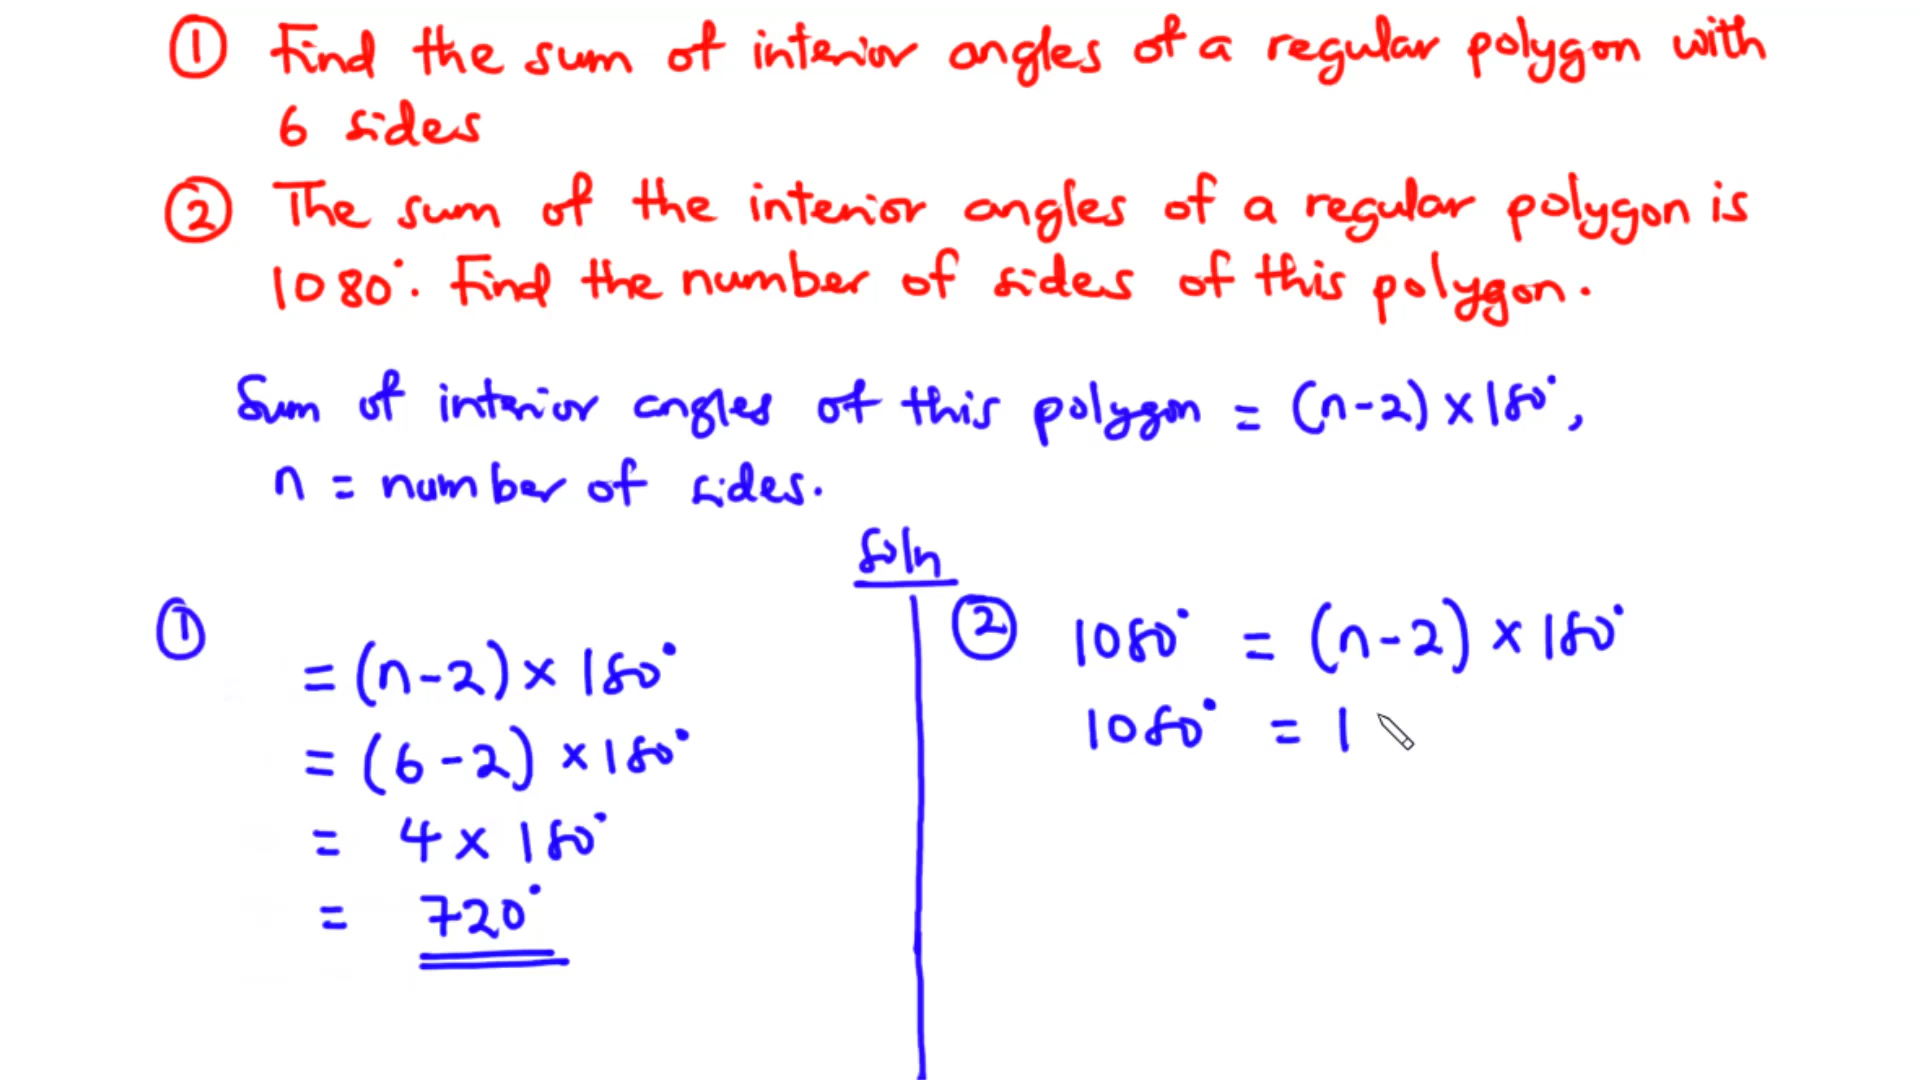 ① Find the sum of interior angles of a regular polygon with
6 sides
② The sum of the interior angles of a regular polygon is
1080°. Find the number of sides of this polygon.
Sum of interior angles of this polygon = (n-2) × 180°,
n = number of sides.
Soln
①
= (n-2) × 180°
= (6-2) × 180°
= 4 × 180°
= 720°
② 1080° = (n-2) × 180°
1080° = 1